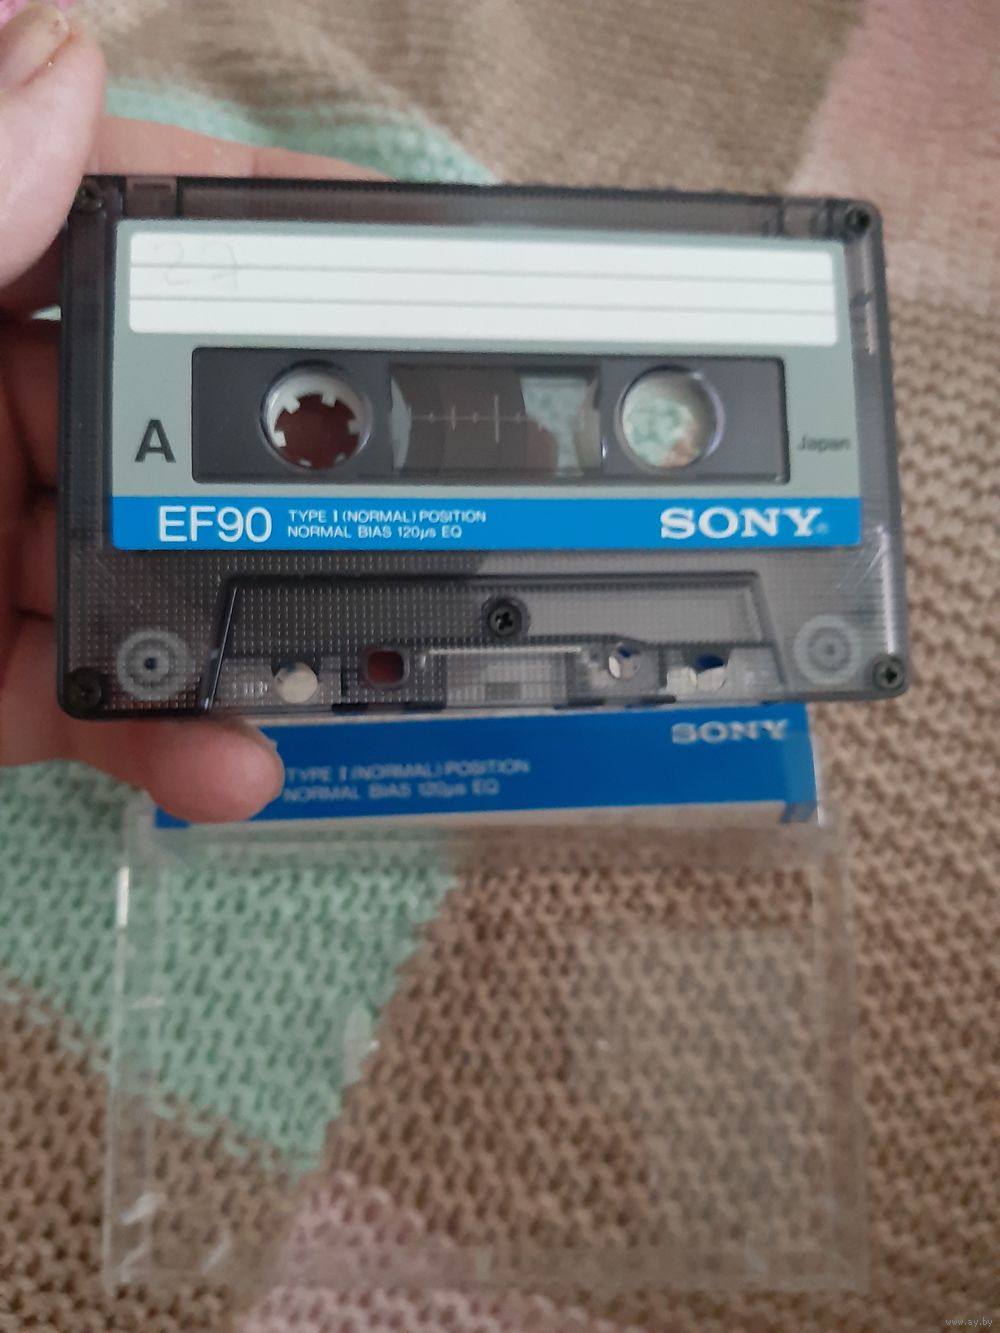 27
A
Japan
EF90 TYPE I (NORMAL) POSITION
NORMAL BIAS 120µs EQ
SONY
SONY
TYPE I (NORMAL) POSITION
NORMAL BIAS 120µs EQ
www.ay.by